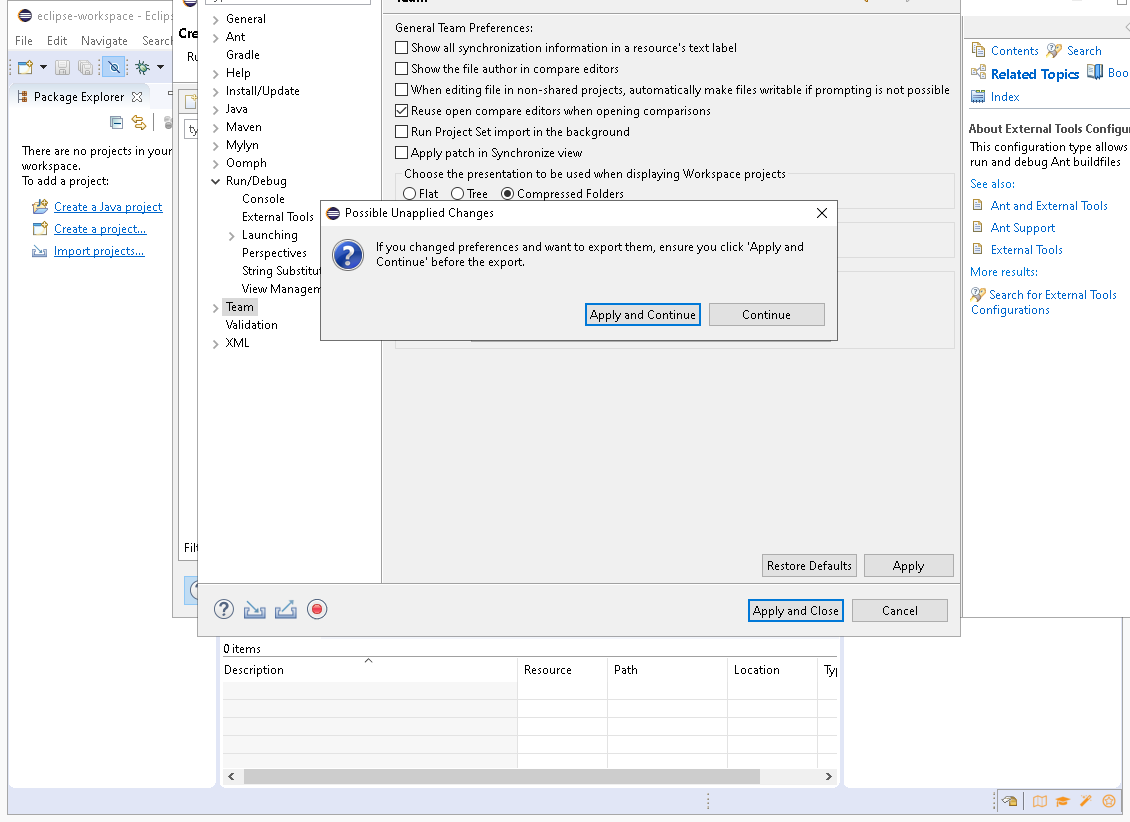 eclipse-workspace - Eclips
File Edit Navigate Search
Package Explorer
There are no projects in your
workspace.
To add a project:
Create a Java project
Create a project...
Import projects...
Cre
Ru
ty
Filt
General
Ant
Gradle
Help
Install/Update
Java
Maven
Mylyn
Oomph
Run/Debug
Console
External Tools
Launching
Perspectives
String Substitut
View Managem
Team
Validation
XML
Team
General Team Preferences:
Show all synchronization information in a resource's text label
Show the file author in compare editors
When editing file in non-shared projects, automatically make files writable if prompting is not possible
Reuse open compare editors when opening comparisons
Run Project Set import in the background
Apply patch in Synchronize view
Choose the presentation to be used when displaying Workspace projects
Flat Tree Compressed Folders
Possible Unapplied Changes
If you changed preferences and want to export them, ensure you click 'Apply and
Continue' before the export.
Apply and Continue Continue
Restore Defaults Apply
Apply and Close Cancel
Contents Search
Related Topics Boo
Index
About External Tools Configu
This configuration type allows
run and debug Ant buildfiles
See also:
Ant and External Tools
Ant Support
External Tools
More results:
Search for External Tools
Configurations
0 items
Description Resource Path Location Typ